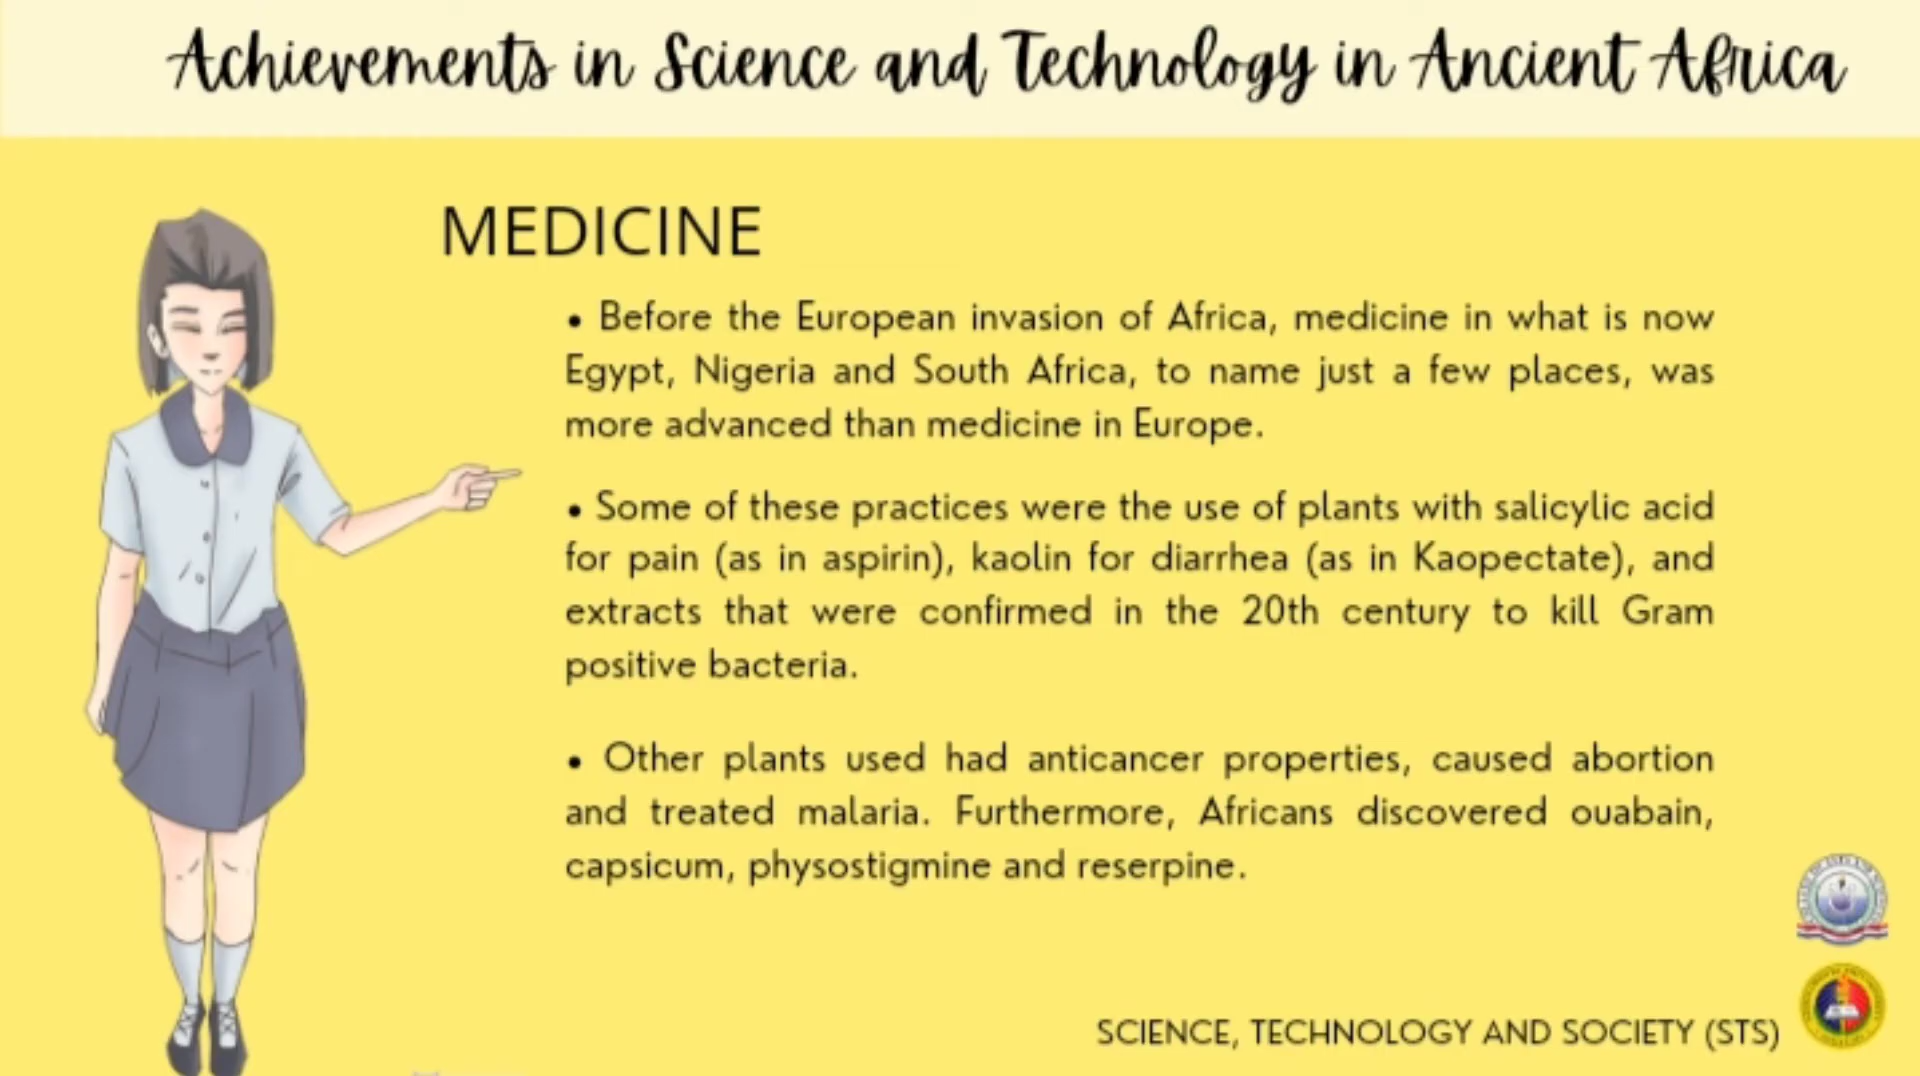 Achievements in Science and Technology in Ancient Africa
MEDICINE
• Before the European invasion of Africa, medicine in what is now
Egypt, Nigeria and South Africa, to name just a few places, was
more advanced than medicine in Europe.
• Some of these practices were the use of plants with salicylic acid
for pain (as in aspirin), kaolin for diarrhea (as in Kaopectate), and
extracts that were confirmed in the 20th century to kill Gram
positive bacteria.
• Other plants used had anticancer properties, caused abortion
and treated malaria. Furthermore, Africans discovered ouabain,
capsicum, physostigmine and reserpine.
SCIENCE, TECHNOLOGY AND SOCIETY (STS)